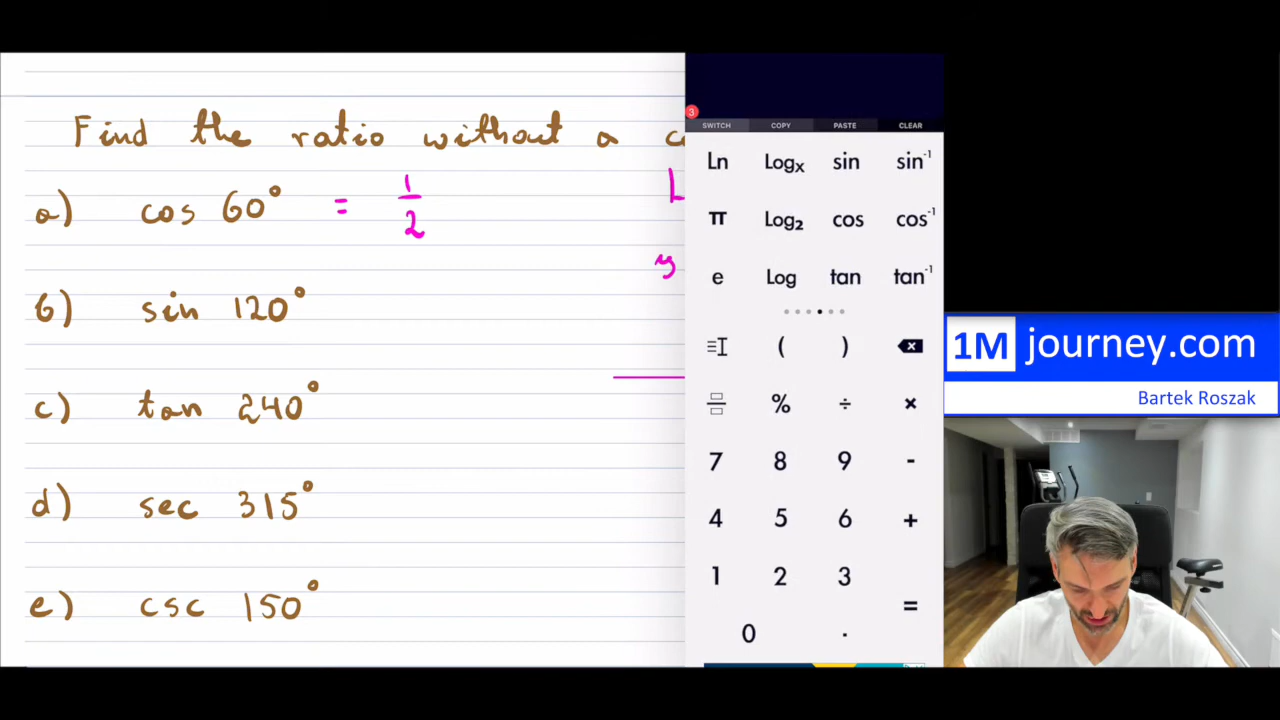 Find the ratio without a c
a) cos 60° = 1/2
L
y
b) sin 120°
c) tan 240°
d) sec 315°
e) csc 150°
3
SWITCH COPY PASTE CLEAR
Ln Logx sin sin⁻¹
π Log₂ cos cos⁻¹
e Log tan tan⁻¹
( )
% ÷ ×
7 8 9 -
4 5 6 +
1 2 3
0 . =
1M journey.com
Bartek Roszak